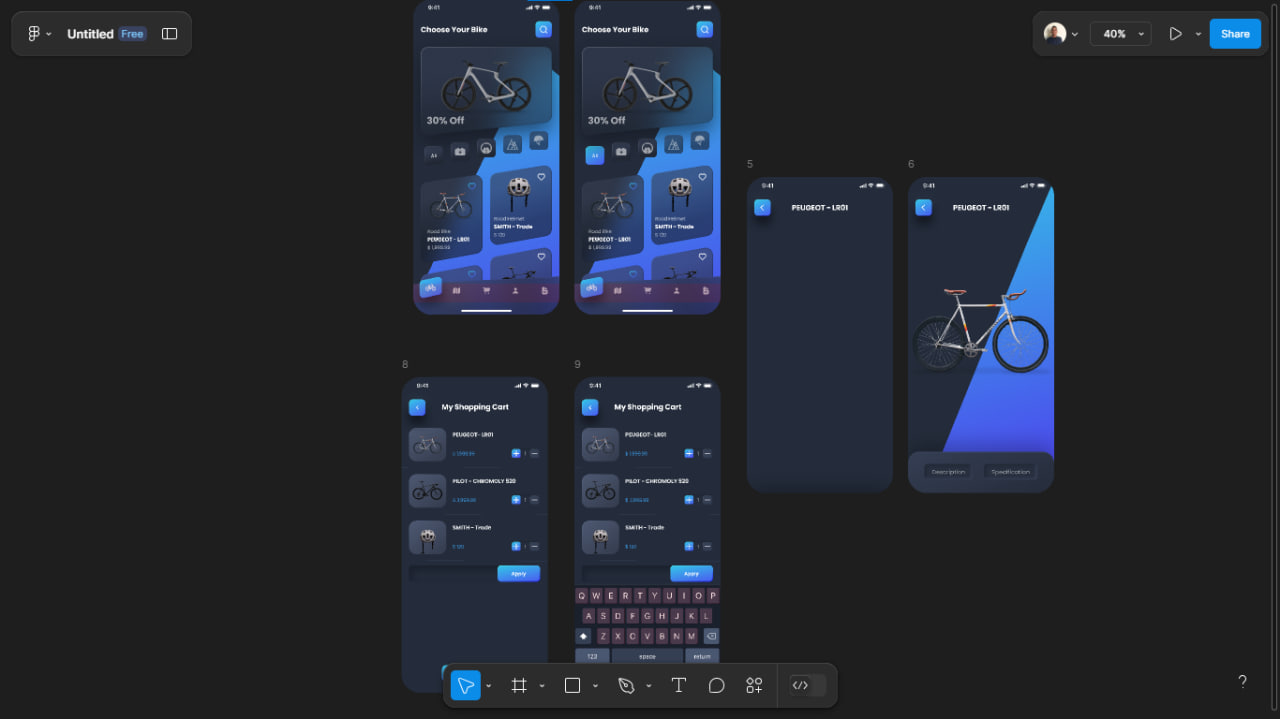 Untitled Free
40%
Share
9:41
Choose Your Bike
30% Off
All
Road Bike
PEUGEOT - LR01
$ 1,999.99
Road Helmet
SMITH - Trade
$ 120
9:41
Choose Your Bike
30% Off
All
Road Bike
PEUGEOT - LR01
$ 1,999.99
Road Helmet
SMITH - Trade
$ 120
5
9:41
PEUGEOT - LR01
6
9:41
PEUGEOT - LR01
Description
Specification
8
9:41
My Shopping Cart
PEUGEOT - LR01
$ 1,999.99
1
PILOT - CHROMOLY 520
$ 3,999.99
1
SMITH - Trade
$ 120
1
Apply
9
9:41
My Shopping Cart
PEUGEOT - LR01
$ 1,999.99
1
PILOT - CHROMOLY 520
1
SMITH - Trade
$ 120
1
Apply
Q W E R T Y U I O P
A S D F G H J K L
Z X C V B N M
123 space return
?